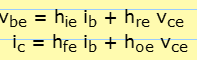 vbe = hie ib + hre vce
ic = hfe ib + hoe vce